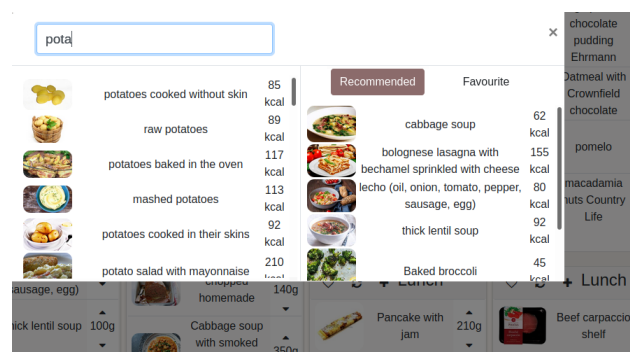 pota
×
potatoes cooked without skin 85 kcal
raw potatoes 89 kcal
potatoes baked in the oven 117 kcal
mashed potatoes 113 kcal
potatoes cooked in their skins 92 kcal
potato salad with mayonnaise 210 kcal
Recommended Favourite
cabbage soup 62 kcal
bolognese lasagna with
bechamel sprinkled with cheese 155 kcal
lecho (oil, onion, tomato, pepper,
sausage, egg) 80 kcal
thick lentil soup 92 kcal
Baked broccoli 45 kcal
chocolate
pudding
Ehrmann
Oatmeal with
Crownfield
chocolate
pomelo
macadamia
nuts Country
Life
sausage, egg)
thick lentil soup 100g
chopped
homemade 140g
Cabbage soup
with smoked 350g
+ Lunch
Pancake with
jam 210g
+ Lunch
Beef carpaccio
shelf